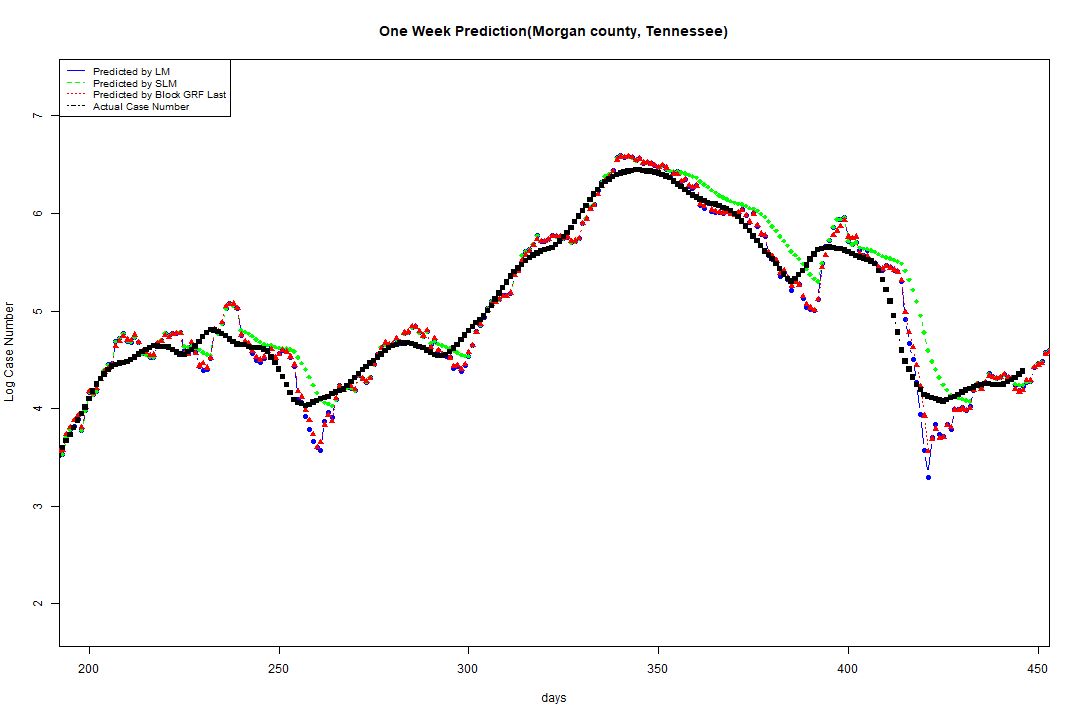 One Week Prediction(Morgan county, Tennessee)
Predicted by LM
Predicted by SLM
Predicted by Block GRF Last
Actual Case Number
7
6
5
4
3
2
Log Case Number
200 250 300 350 400 450
days